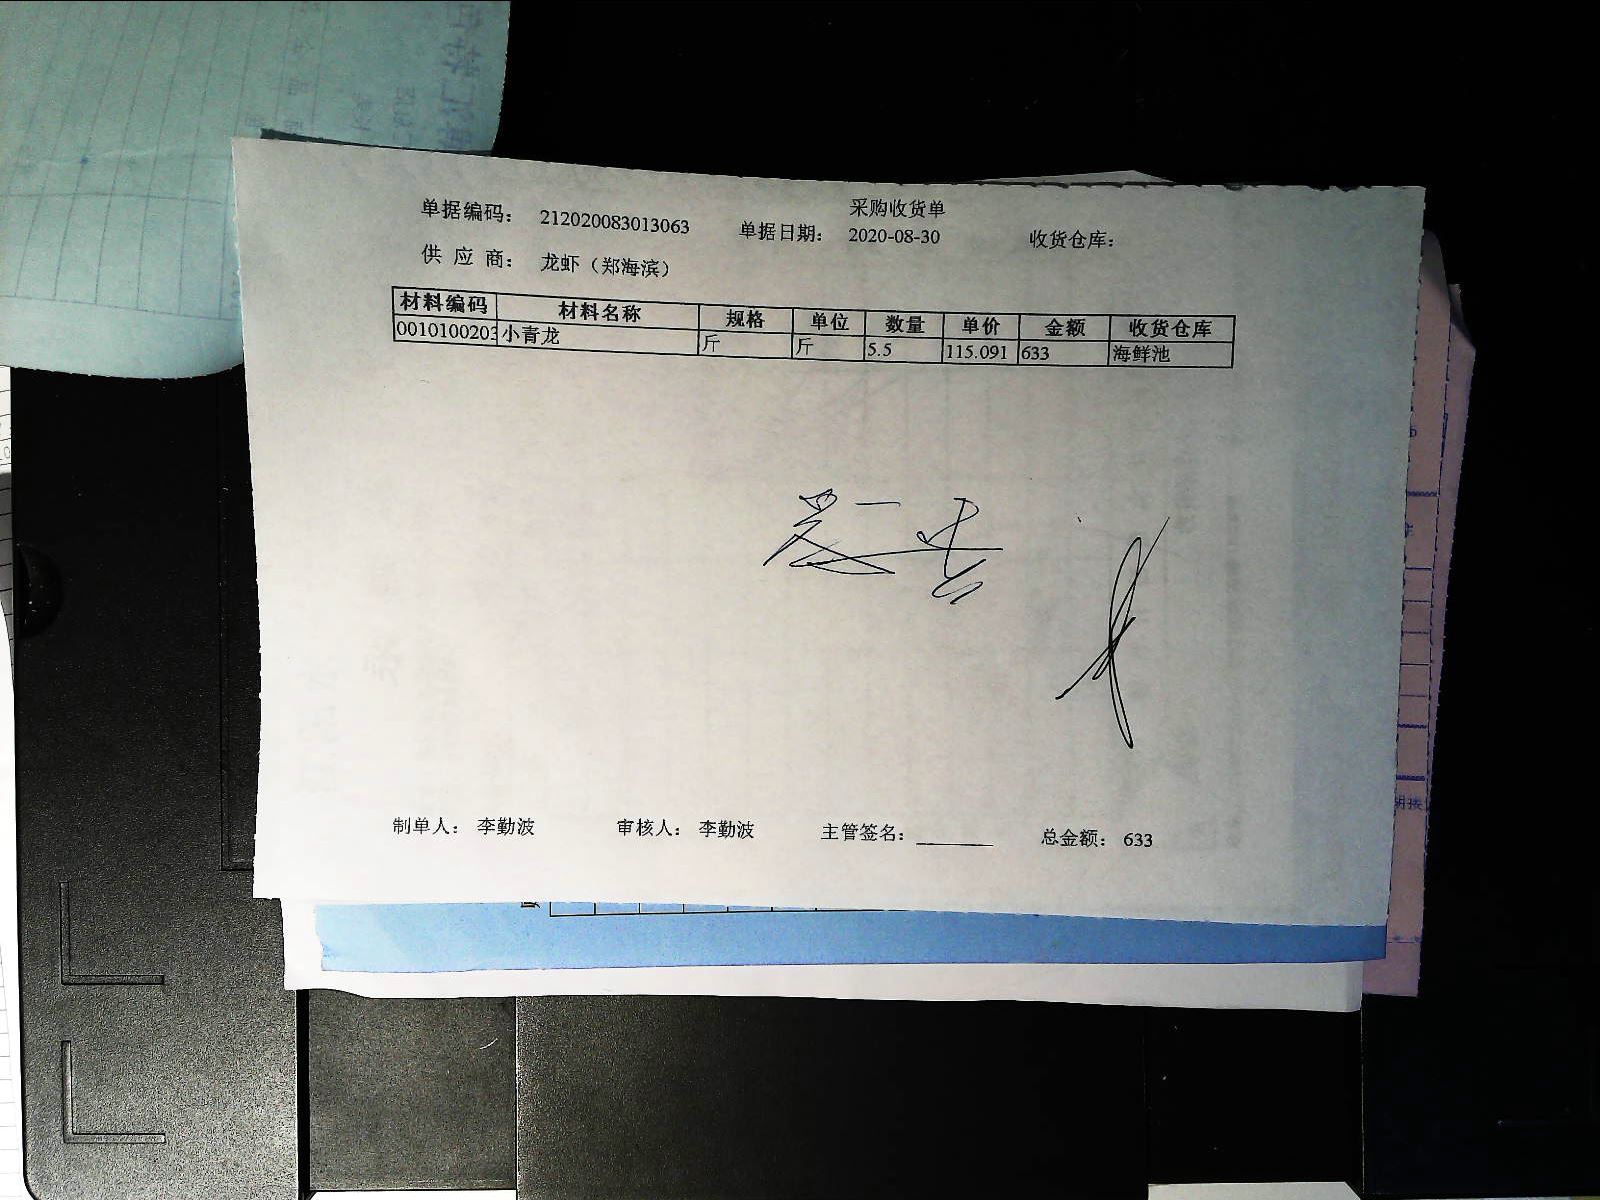 采购收货单
单据编码： 212020083013063 单据日期： 2020-08-30 收货仓库：
供 应 商： 龙虾（郑海滨）
材料编码 材料名称 规格 单位 数量 单价 金额 收货仓库
0010100203 小青龙 斤 斤 5.5 115.091 633 海鲜池
制单人： 李勤波 审核人： 李勤波 主管签名： 总金额： 633